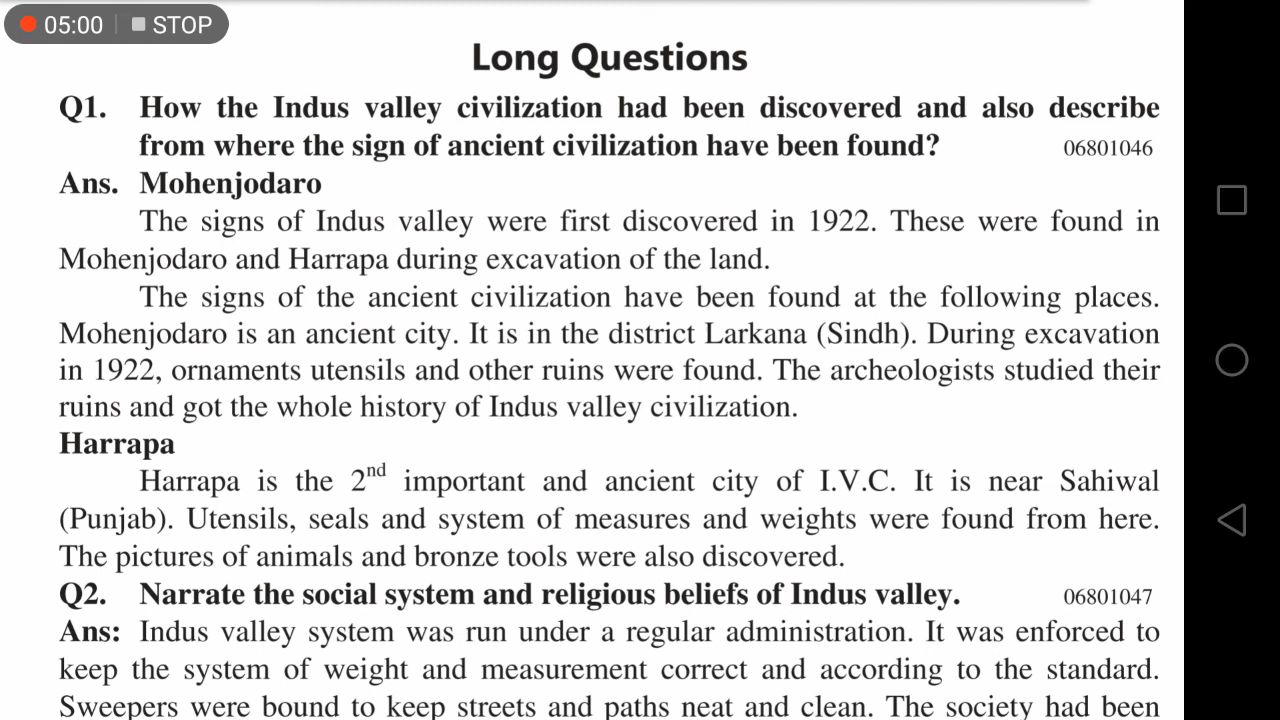 05:00 STOP
Long Questions
Q1. How the Indus valley civilization had been discovered and also describe
from where the sign of ancient civilization have been found? 06801046
Ans. Mohenjodaro
The signs of Indus valley were first discovered in 1922. These were found in
Mohenjodaro and Harrapa during excavation of the land.
The signs of the ancient civilization have been found at the following places.
Mohenjodaro is an ancient city. It is in the district Larkana (Sindh). During excavation
in 1922, ornaments utensils and other ruins were found. The archeologists studied their
ruins and got the whole history of Indus valley civilization.
Harrapa
Harrapa is the 2nd important and ancient city of I.V.C. It is near Sahiwal
(Punjab). Utensils, seals and system of measures and weights were found from here.
The pictures of animals and bronze tools were also discovered.
Q2. Narrate the social system and religious beliefs of Indus valley. 06801047
Ans: Indus valley system was run under a regular administration. It was enforced to
keep the system of weight and measurement correct and according to the standard.
Sweepers were bound to keep streets and paths neat and clean. The society had been